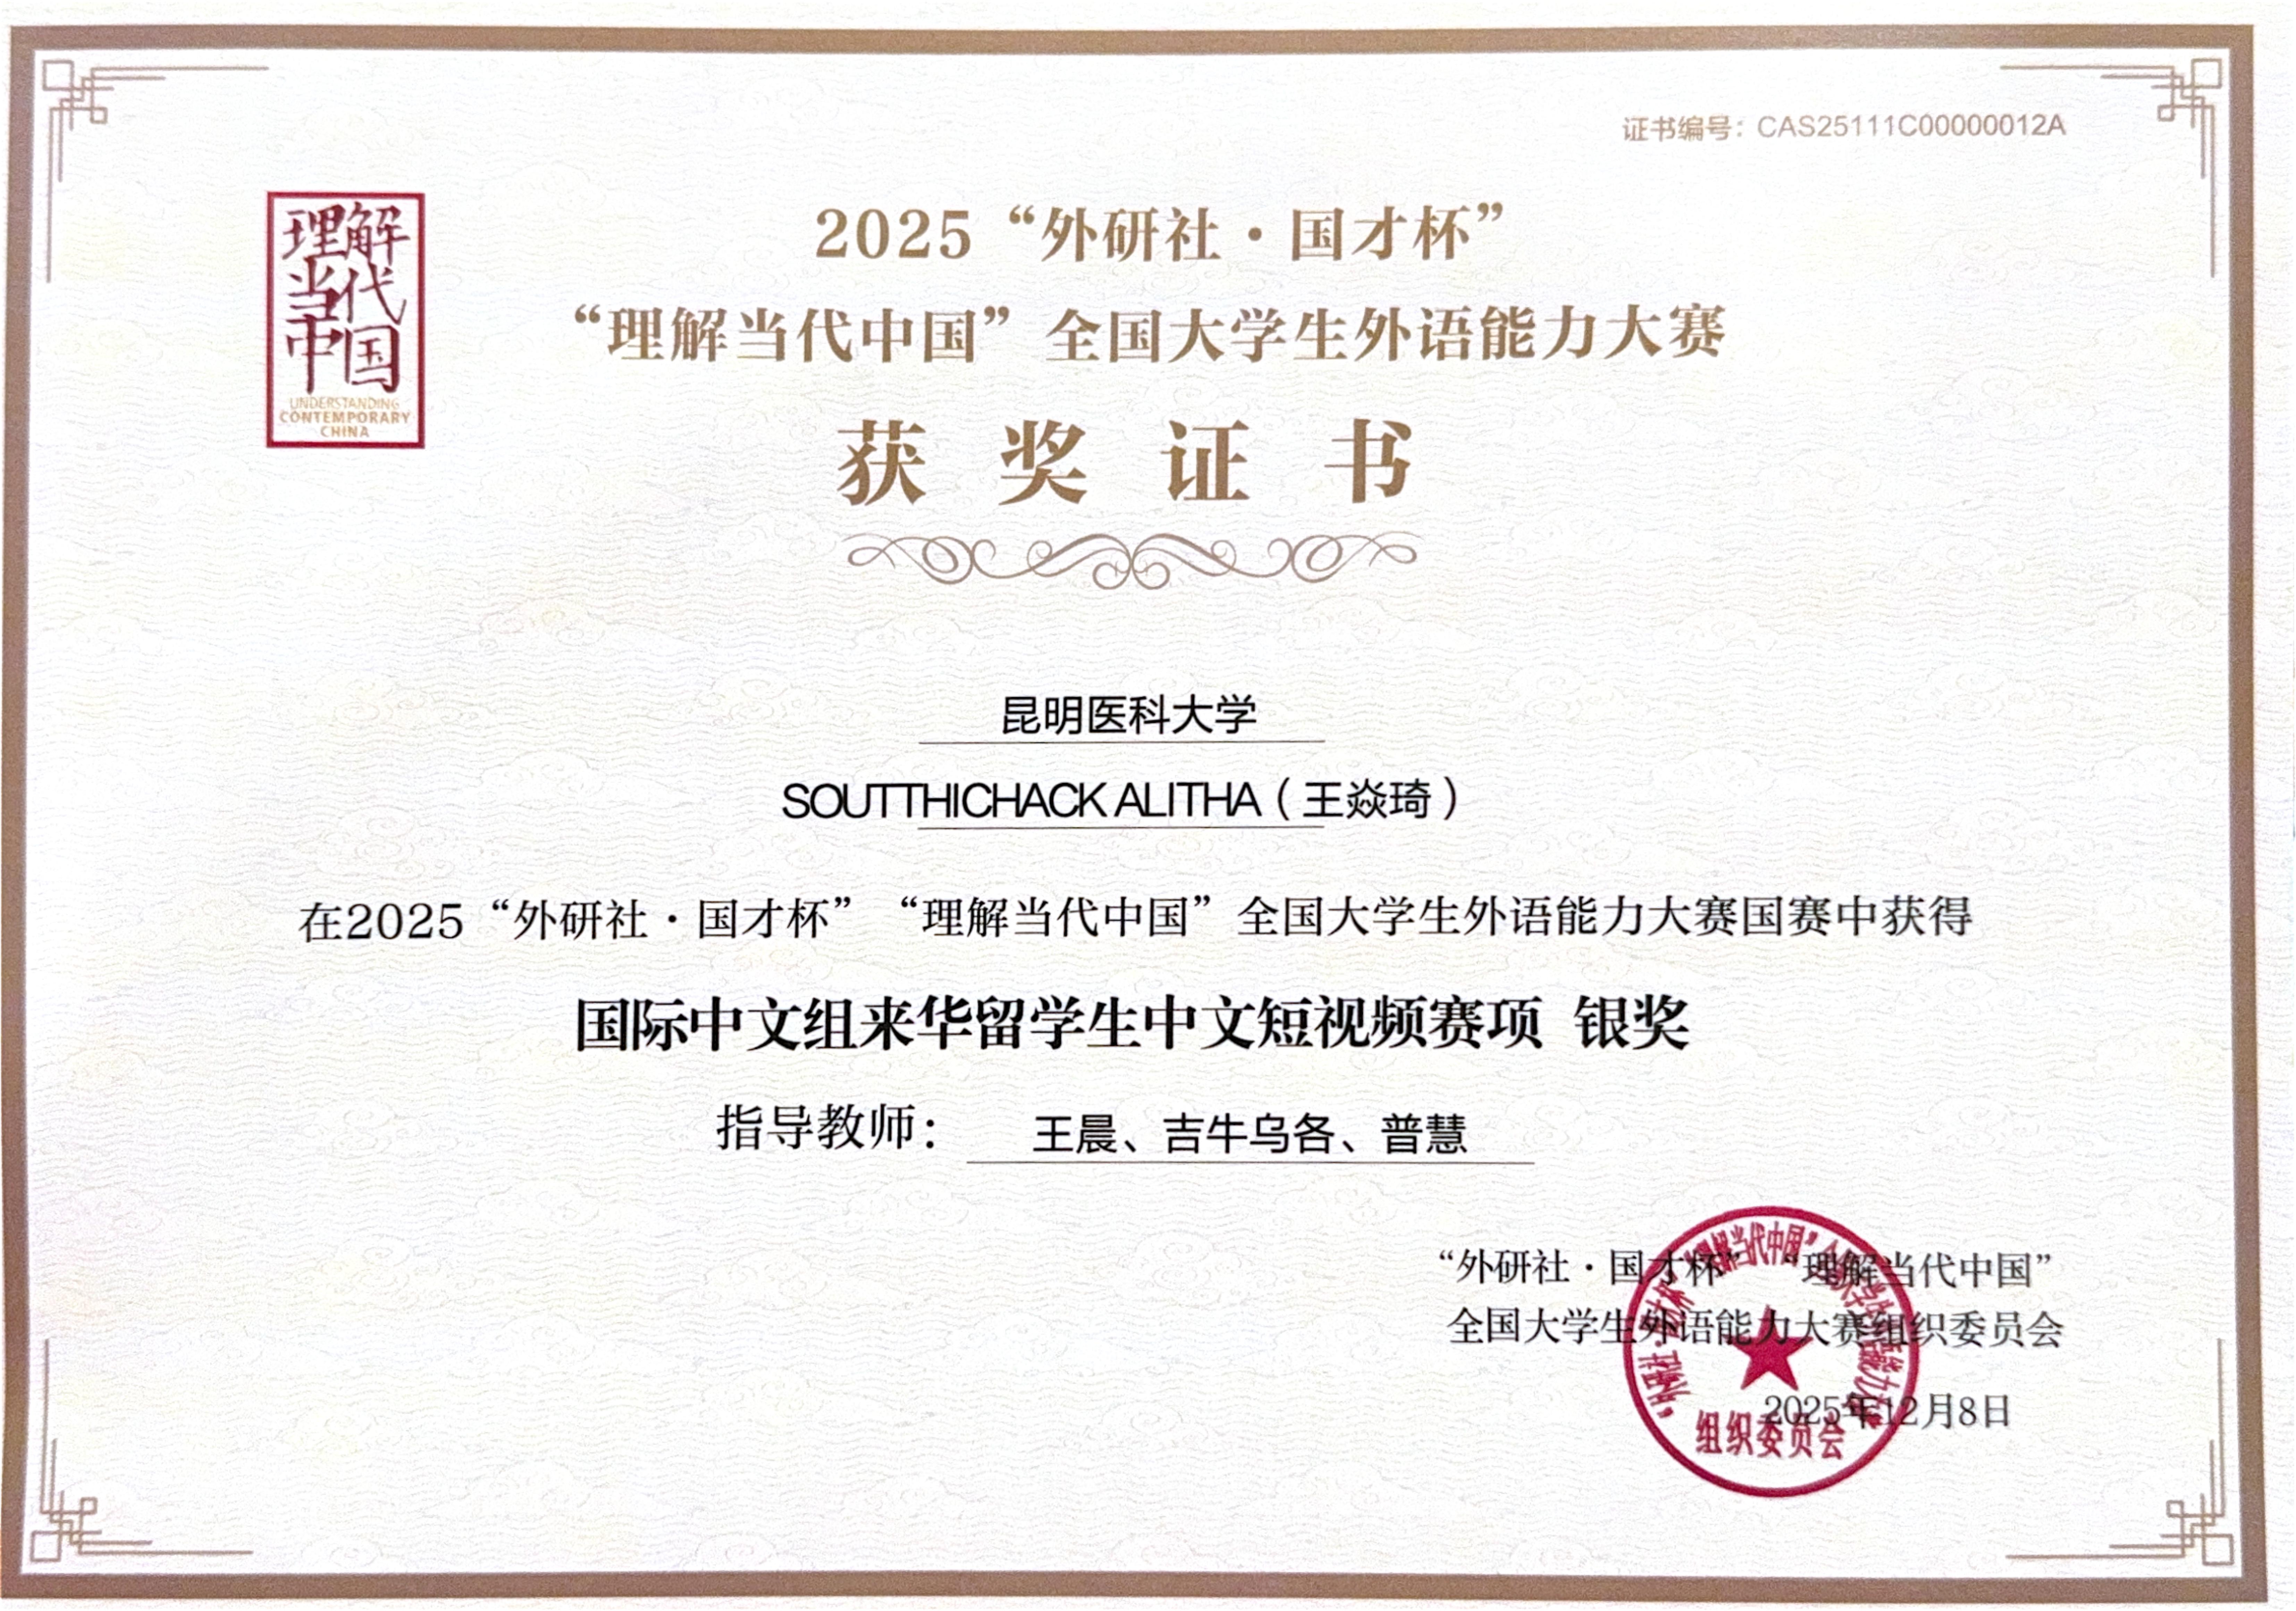 证书编号：CAS25111C00000012A
理解
当代
中国
UNDERSTANDING
CONTEMPORARY
CHINA
2025“外研社·国才杯”
“理解当代中国”全国大学生外语能力大赛
获奖证书
昆明医科大学
SOUTTHICHACK ALITHA（王焱琦）
在2025“外研社·国才杯”“理解当代中国”全国大学生外语能力大赛国赛中获得
国际中文组来华留学生中文短视频赛项 银奖
指导教师： 王晨、吉牛乌各、普慧
“外研社·国才杯”“理解当代中国”
全国大学生外语能力大赛组织委员会
2025年12月8日
组织委员会